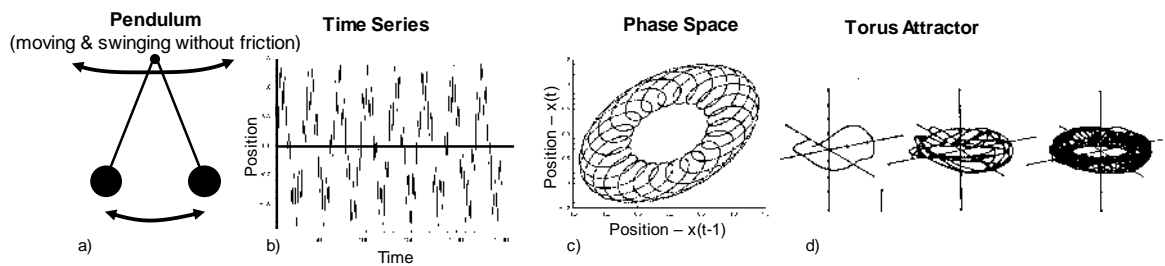 Pendulum
(moving & swinging without friction)
Time Series
Phase Space
Torus Attractor
Position
Time
Position – x(t)
Position – x(t-1)
a)
b)
c)
d)